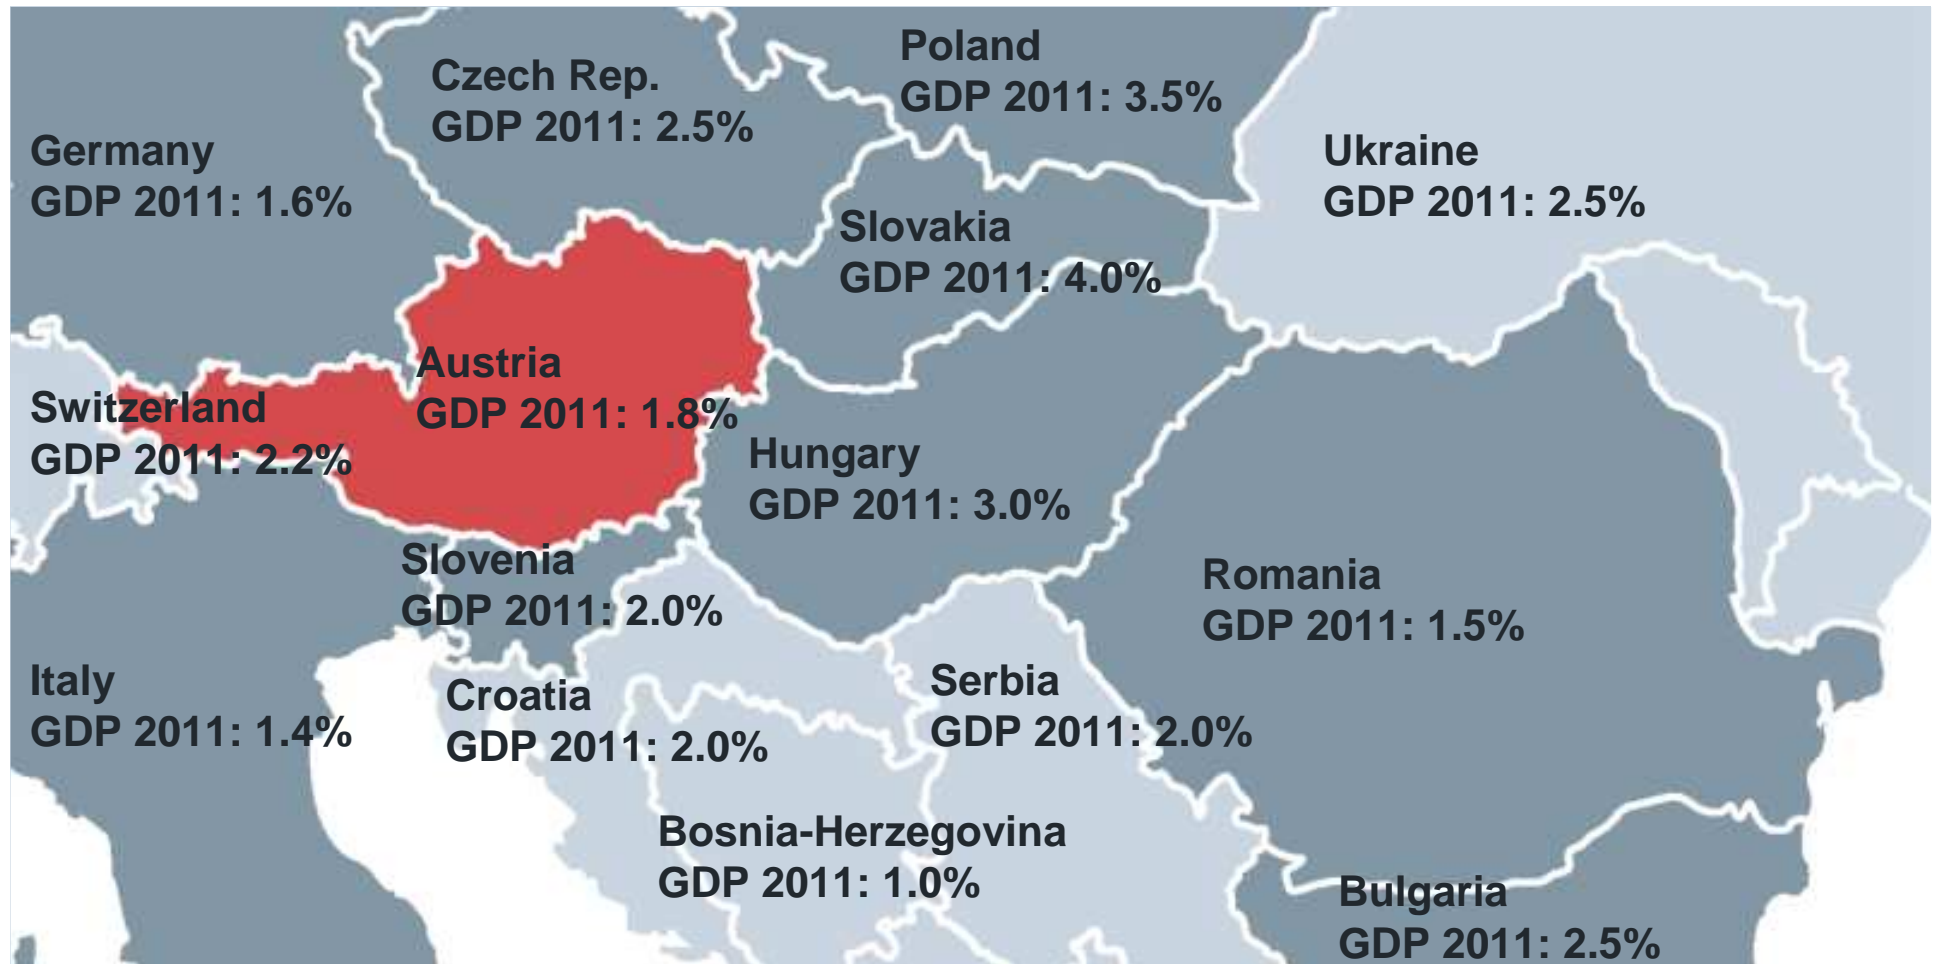 Poland
GDP 2011: 3.5%
Czech Rep.
GDP 2011: 2.5%
Germany
GDP 2011: 1.6%
Ukraine
GDP 2011: 2.5%
Slovakia
GDP 2011: 4.0%
Austria
GDP 2011: 1.8%
Switzerland
GDP 2011: 2.2%
Hungary
GDP 2011: 3.0%
Slovenia
GDP 2011: 2.0%
Romania
GDP 2011: 1.5%
Italy
GDP 2011: 1.4%
Croatia
GDP 2011: 2.0%
Serbia
GDP 2011: 2.0%
Bosnia-Herzegovina
GDP 2011: 1.0%
Bulgaria
GDP 2011: 2.5%